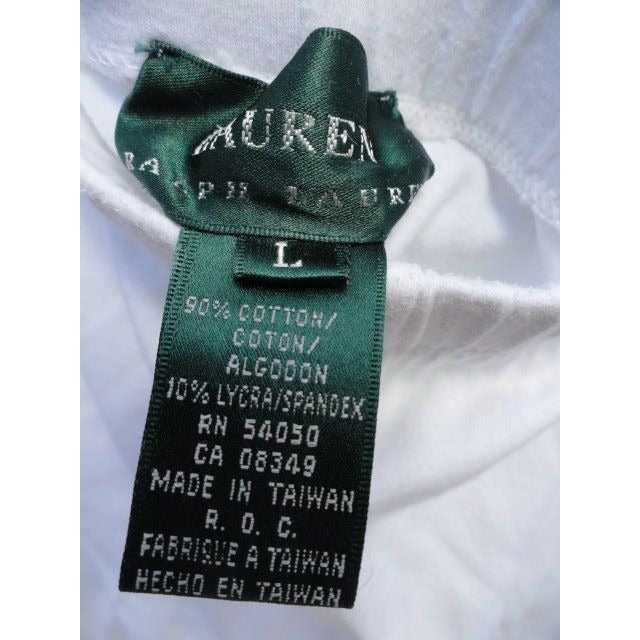 LAUREN
RALPH LAUREN
L
90% COTTON/
COTON/
ALGODON
10% LYCRA/SPANDEX
RN 54050
CA 08349
MADE IN TAIWAN
R. O. C.
FABRIQUE A TAIWAN
HECHO EN TAIWAN